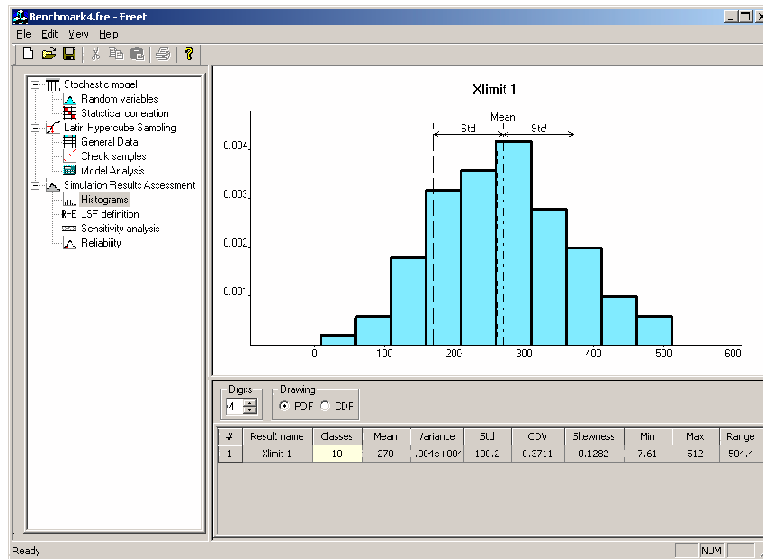 Benchmark4.fre - Freet
File Edit View Help
Stochastic model
Random variables
Statistical correlation
Latin Hypercube Sampling
General Data
Check samples
Model Analysis
Simulation Results Assessment
Histograms
LSF definition
Sensitivity analysis
Reliability
Xlimit 1
Mean
Std Std
0.004
0.003
0.002
0.001
0 100 200 300 400 500 600
Digits Drawing
4 PDF CDF
# Result name Classes Mean Variance Std COV Skewness Min Max Range
1 Xlimit 1 10 270 100.2 0.3711 0.1282 7.61 512 504.4
Ready
NUM